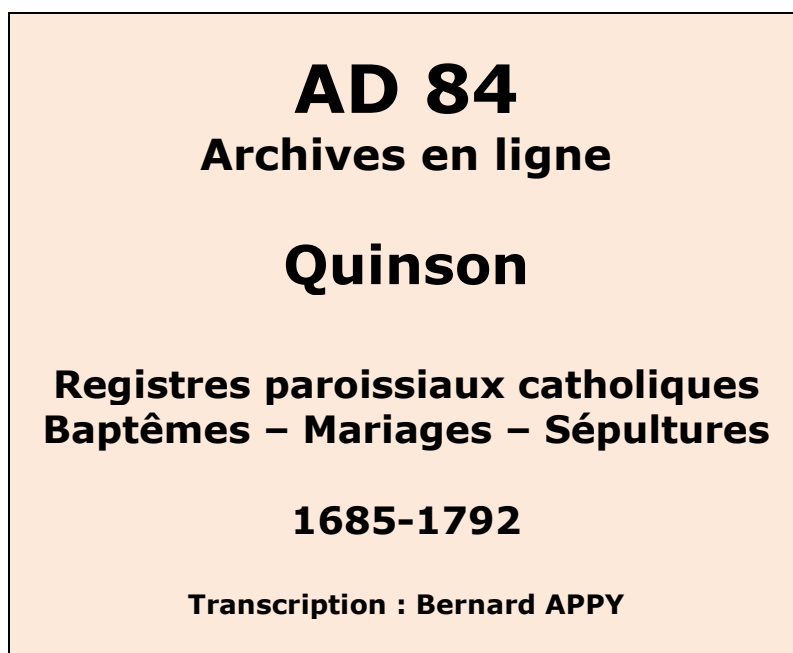 AD 84
Archives en ligne
Quinson
Registres paroissiaux catholiques
Baptêmes – Mariages – Sépultures
1685-1792
Transcription : Bernard APPY